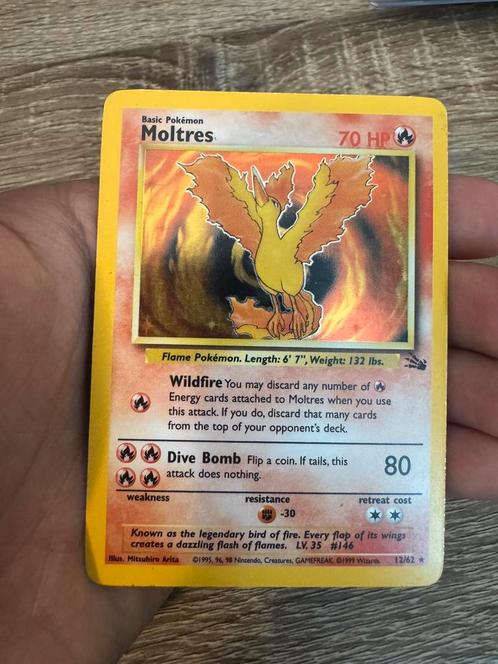 Basic Pokémon
Moltres
70 HP
Flame Pokémon. Length: 6' 7", Weight: 132 lbs.
Wildfire You may discard any number of
Energy cards attached to Moltres when you use
this attack. If you do, discard that many cards
from the top of your opponent's deck.
Dive Bomb Flip a coin. If tails, this
attack does nothing.
80
weakness
resistance
retreat cost
-30
Known as the legendary bird of fire. Every flap of its wings
creates a dazzling flash of flames. LV. 35 #146
Illus. Mitsuhiro Arita
©1995, 96, 98 Nintendo, Creatures, GAMEFREAK. ©1999 Wizards.
12/62 ★